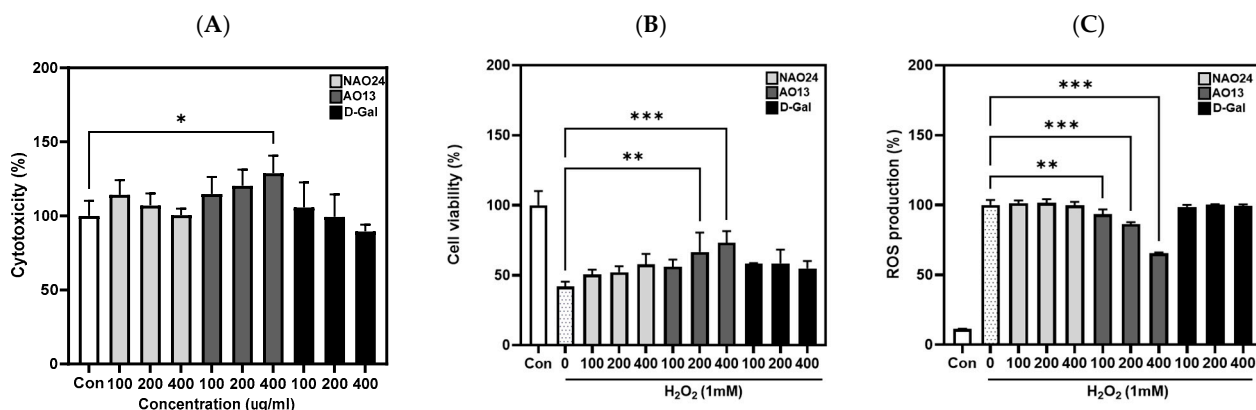 (A)
200
150
100
50
0
Cytotoxicity (%)
NAO24
AO13
D-Gal
*
Con 100 200 400 100 200 400 100 200 400
Concentration (ug/ml)
(B)
200
150
100
50
0
Cell viability (%)
NAO24
AO13
D-Gal
***
**
Con 0 100 200 400 100 200 400 100 200 400
H₂O₂ (1mM)
(C)
200
150
100
50
0
ROS production (%)
NAO24
AO13
D-Gal
***
***
**
Con 0 100 200 400 100 200 400 100 200 400
H₂O₂ (1mM)